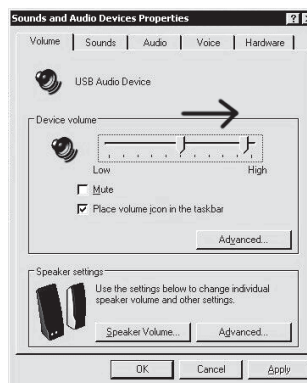 Sounds and Audio Devices Properties
Volume Sounds Audio Voice Hardware
USB Audio Device
Device volume
Low High
Mute
Place volume icon in the taskbar
Advanced...
Speaker settings
Use the settings below to change individual
speaker volume and other settings.
Speaker Volume... Advanced...
OK Cancel Apply